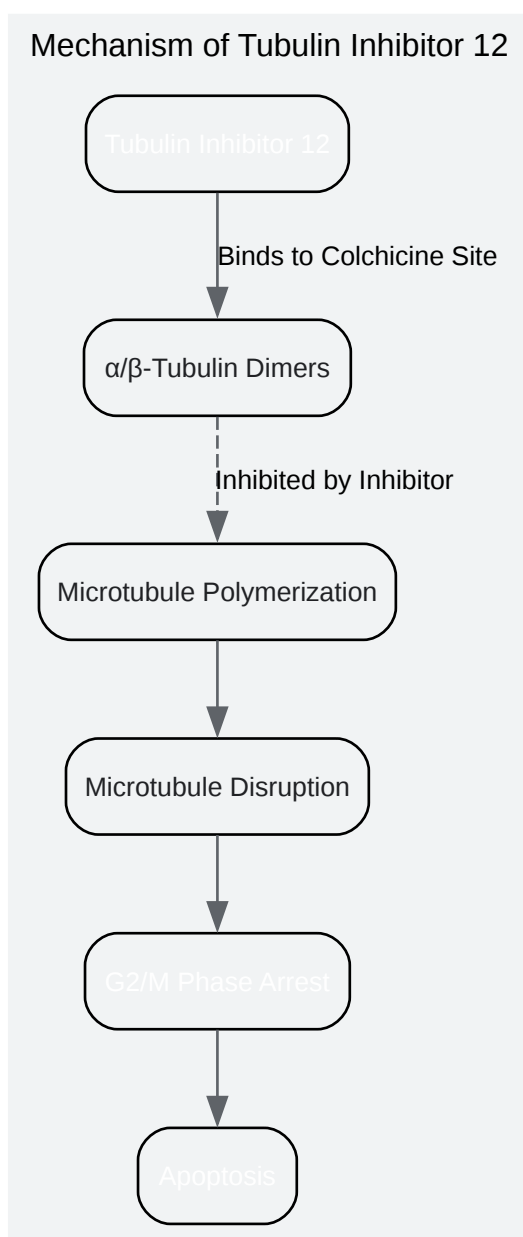 Mechanism of Tubulin Inhibitor 12
Tubulin Inhibitor 12
Binds to Colchicine Site
α/β-Tubulin Dimers
Inhibited by Inhibitor
Microtubule Polymerization
Microtubule Disruption
G2/M Phase Arrest
Apoptosis